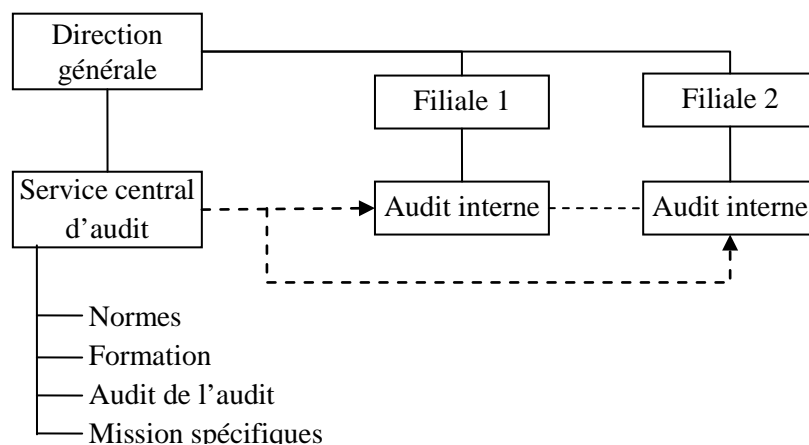 Direction
générale
Filiale 1
Filiale 2
Service central
d’audit
Audit interne
Audit interne
Normes
Formation
Audit de l’audit
Mission spécifiques